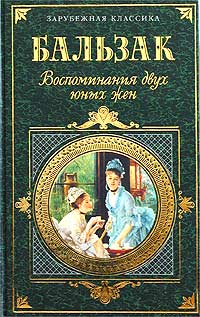 ЗАРУБЕЖНАЯ КЛАССИКА
БАЛЬЗАК
Воспоминания двух
юных жен